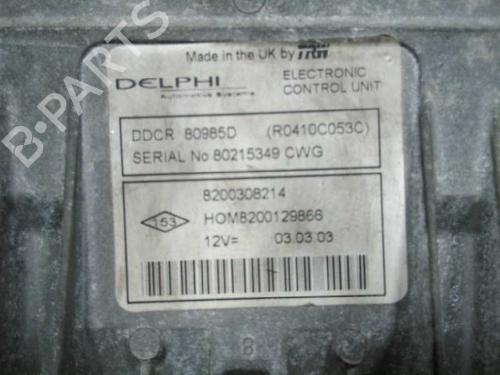 B-PARTS
Made in the UK by TRW
DELPHI
Automotive Systems
ELECTRONIC
CONTROL UNIT
DDCR 80985D (R0410C053C)
SERIAL No 80215349 CWG
8200308214
153
HOM8200129866
12V= 03.03.03
8